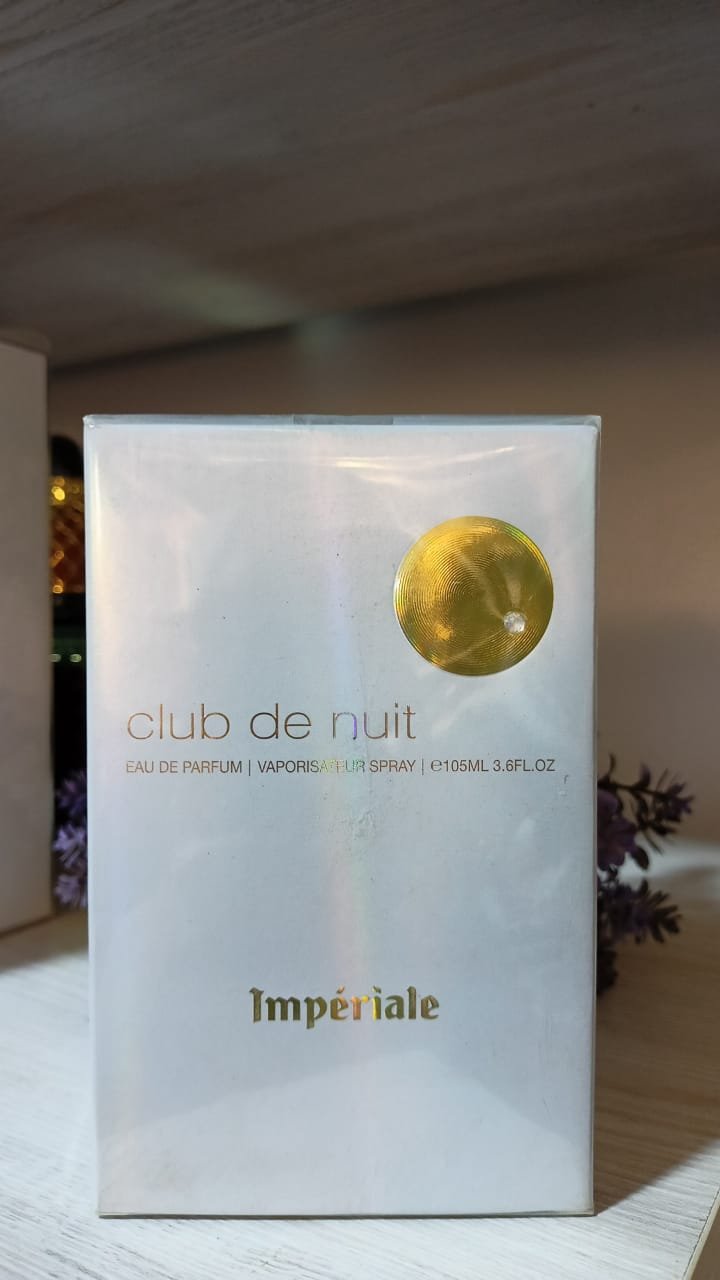 club de nuit
EAU DE PARFUM | VAPORISATEUR SPRAY | ℮105ML 3.6FL.OZ
Impériale